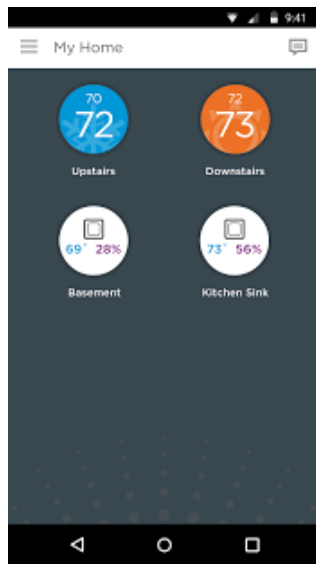 9:41
My Home
70
72
Upstairs
72
73
Downstairs
69° 28%
Basement
73° 56%
Kitchen Sink